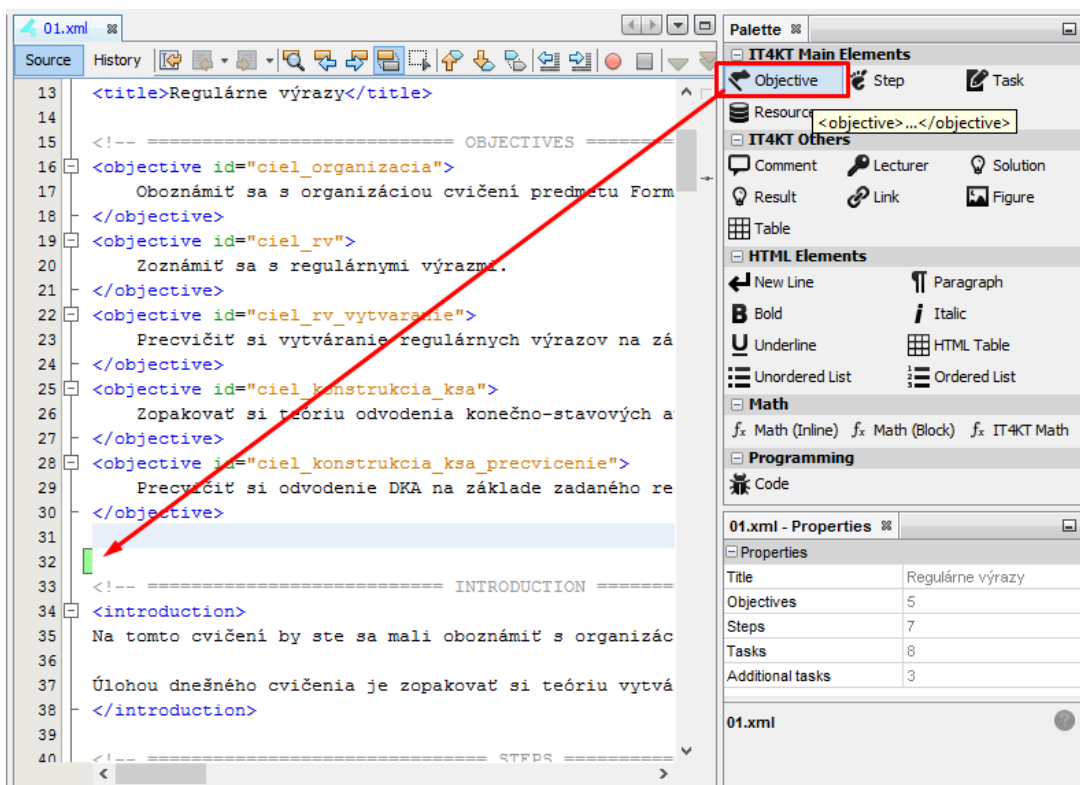 01.xml
Source History
13 <title>Regulárne výrazy</title>
14
15 <!-- ============================= OBJECTIVES =========
16 <objective id="ciel_organizacia">
17 Oboznámiť sa s organizáciou cvičení predmetu Form
18 </objective>
19 <objective id="ciel_rv">
20 Zoznámiť sa s regulárnymi výrazmi.
21 </objective>
22 <objective id="ciel_rv_vytvaranie">
23 Precvičiť si vytváranie regulárnych výrazov na zá
24 </objective>
25 <objective id="ciel_konstrukcia_ksa">
26 Zopakovať si teóriu odvodenia konečno-stavových a
27 </objective>
28 <objective id="ciel_konstrukcia_ksa_precvicenie">
29 Precvičiť si odvodenie DKA na základe zadaného re
30 </objective>
31
32
33 <!-- ============================ INTRODUCTION ========
34 <introduction>
35 Na tomto cvičení by ste sa mali oboznámiť s organizác
36
37 Úlohou dnešného cvičenia je zopakovať si teóriu vytvá
38 </introduction>
39
40 <!-- ================================ STEPS ===========
Palette
IT4KT Main Elements
Objective Step Task
Resource
<objective>...</objective>
IT4KT Others
Comment Lecturer Solution
Result Link Figure
Table
HTML Elements
New Line Paragraph
Bold Italic
Underline HTML Table
Unordered List Ordered List
Math
Math (Inline) Math (Block) IT4KT Math
Programming
Code
01.xml - Properties
Properties
Title Regulárne výrazy
Objectives 5
Steps 7
Tasks 8
Additional tasks 3
01.xml